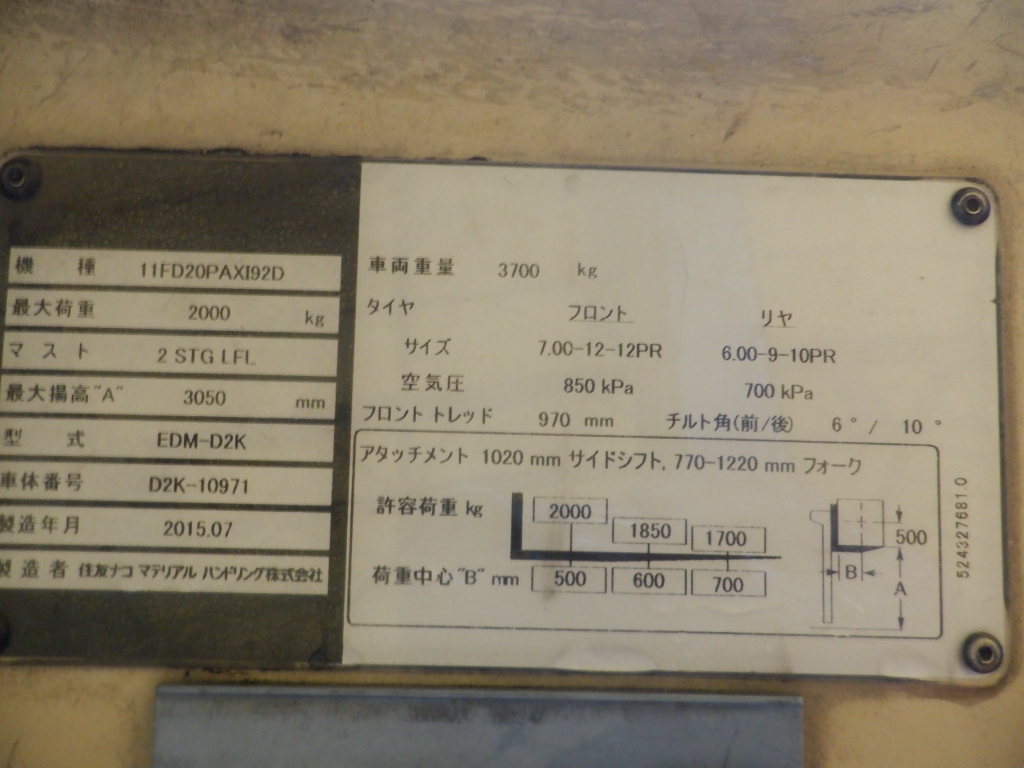 機種 11FD20PAXI92D
最大荷重 2000 kg
マスト 2 STG LFL
最大揚高"A" 3050 mm
型式 EDM-D2K
車体番号 D2K-10971
製造年月 2015.07
製造者 住友ナコ マテリアル ハンドリング株式会社
車両重量 3700 kg
タイヤ フロント リヤ
サイズ 7.00-12-12PR 6.00-9-10PR
空気圧 850 kPa 700 kPa
フロント トレッド 970 mm チルト角(前/後) 6 ° / 10 °
アタッチメント 1020 mm サイドシフト, 770-1220 mm フォーク
許容荷重 kg 2000 1850 1700
荷重中心"B" mm 500 600 700
500
B
A
524327681.0